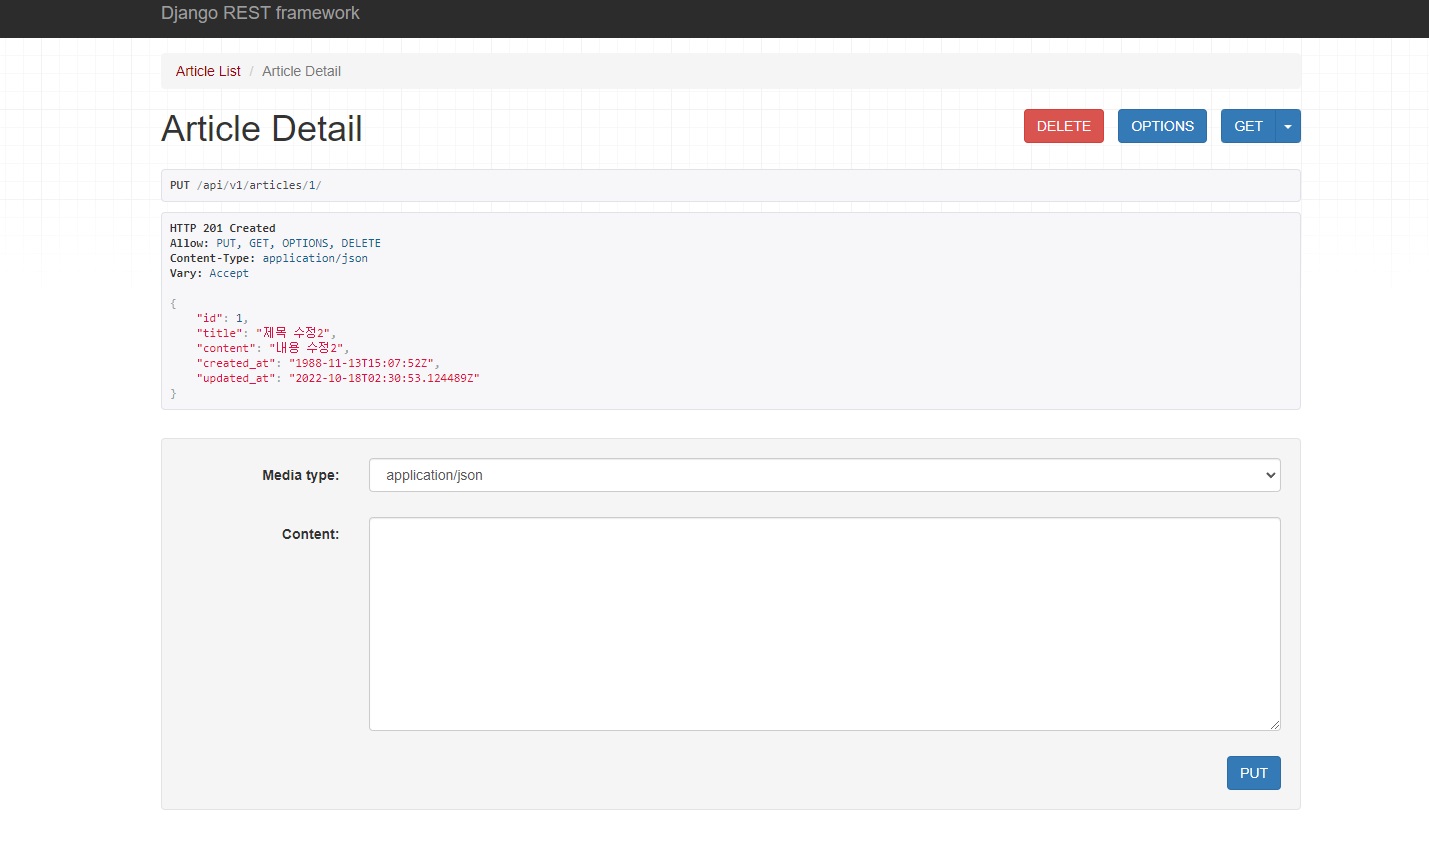 Django REST framework
Article List / Article Detail
Article Detail
DELETE
OPTIONS
GET
PUT /api/v1/articles/1/
HTTP 201 Created
Allow: PUT, GET, OPTIONS, DELETE
Content-Type: application/json
Vary: Accept
{
    "id": 1,
    "title": "제목 수정2",
    "content": "내용 수정2",
    "created_at": "1988-11-13T15:07:52Z",
    "updated_at": "2022-10-18T02:30:53.124489Z"
}
Media type:
application/json
Content:
PUT